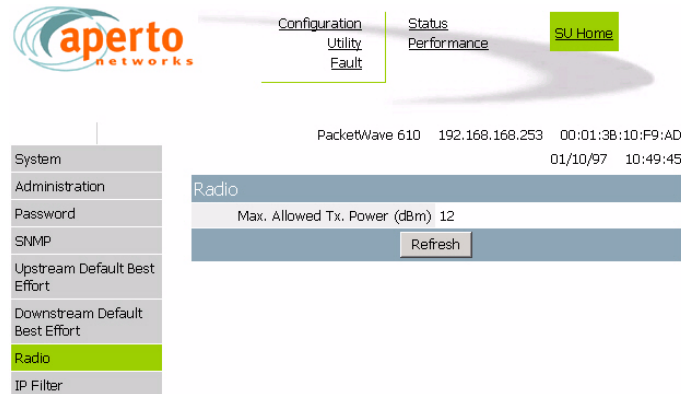 aperto
networks
Configuration
Utility
Fault
Status
Performance
SU Home
PacketWave 610 192.168.168.253 00:01:3B:10:F9:AD
01/10/97 10:49:45
System
Administration
Password
SNMP
Upstream Default Best
Effort
Downstream Default
Best Effort
Radio
IP Filter
Radio
Max. Allowed Tx. Power (dBm) 12
Refresh